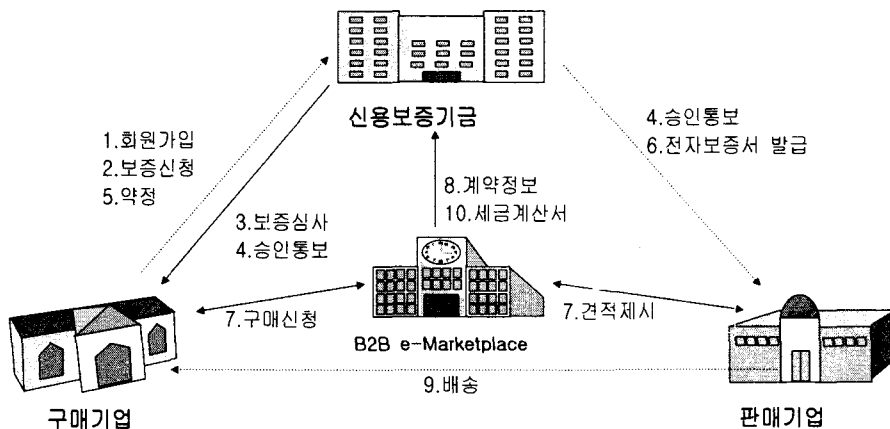 신용보증기금
1.회원가입
2.보증신청
5.약정
4.승인통보
6.전자보증서 발급
8.계약정보
10.세금계산서
3.보증심사
4.승인통보
7.구매신청
7.견적제시
B2B e-Marketplace
9.배송
구매기업
판매기업